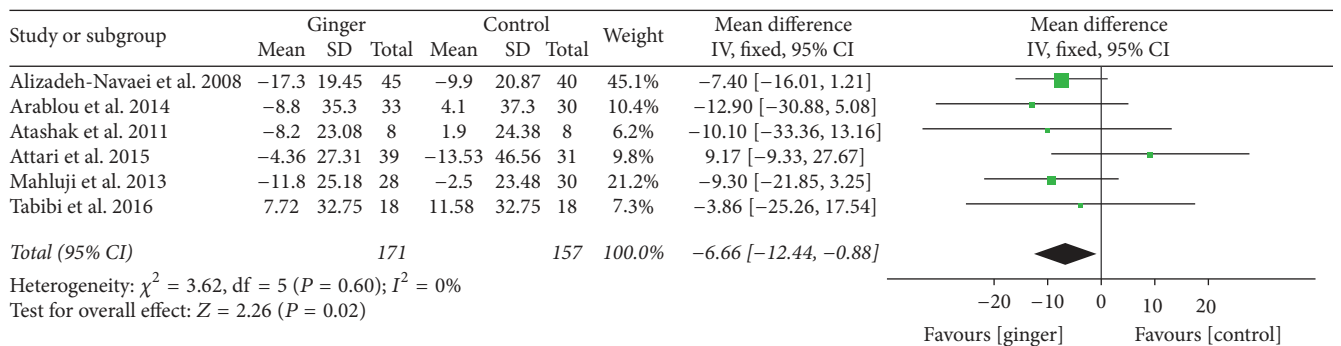 Study or subgroup Ginger Control Weight Mean difference Mean difference
Mean SD Total Mean SD Total IV, fixed, 95% CI IV, fixed, 95% CI
Alizadeh-Navaei et al. 2008 −17.3 19.45 45 −9.9 20.87 40 45.1% −7.40 [−16.01, 1.21]
Arablou et al. 2014 −8.8 35.3 33 4.1 37.3 30 10.4% −12.90 [−30.88, 5.08]
Atashak et al. 2011 −8.2 23.08 8 1.9 24.38 8 6.2% −10.10 [−33.36, 13.16]
Attari et al. 2015 −4.36 27.31 39 −13.53 46.56 31 9.8% 9.17 [−9.33, 27.67]
Mahluji et al. 2013 −11.8 25.18 28 −2.5 23.48 30 21.2% −9.30 [−21.85, 3.25]
Tabibi et al. 2016 7.72 32.75 18 11.58 32.75 18 7.3% −3.86 [−25.26, 17.54]
Total (95% CI) 171 157 100.0% −6.66 [−12.44, −0.88]
Heterogeneity: χ² = 3.62, df = 5 (P = 0.60); I² = 0%
Test for overall effect: Z = 2.26 (P = 0.02)
−20 −10 0 10 20
Favours [ginger] Favours [control]